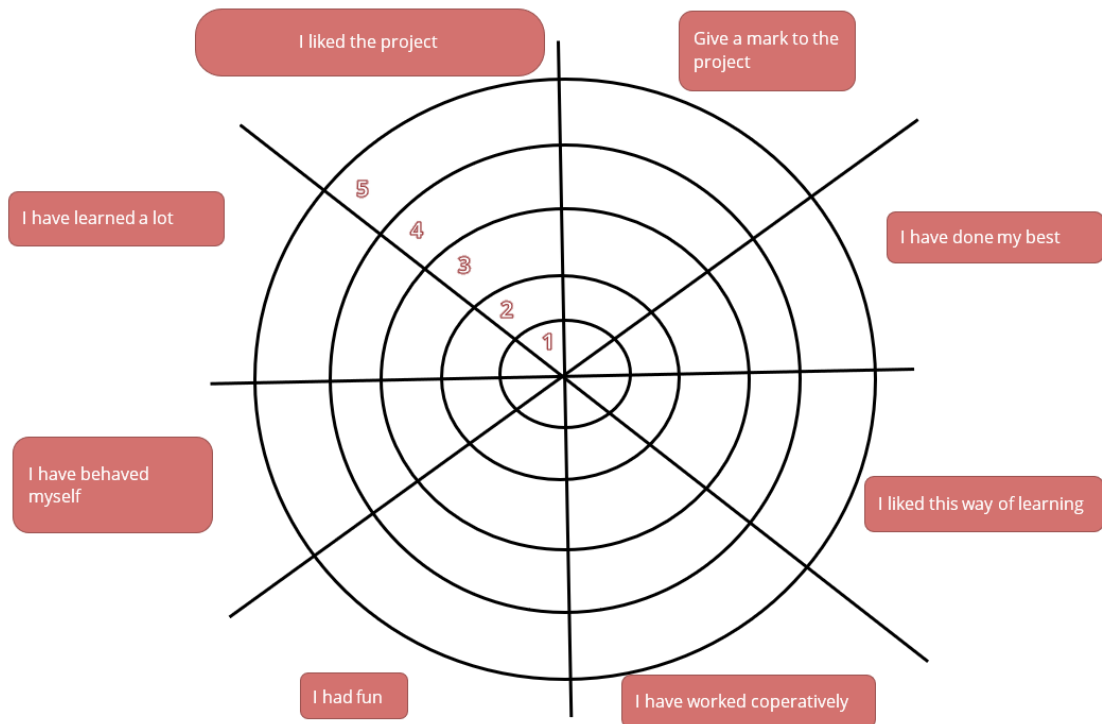 I liked the project
Give a mark to the
project
I have learned a lot
5
4
3
2
1
I have done my best
I have behaved
myself
I liked this way of learning
I had fun
I have worked coperatively